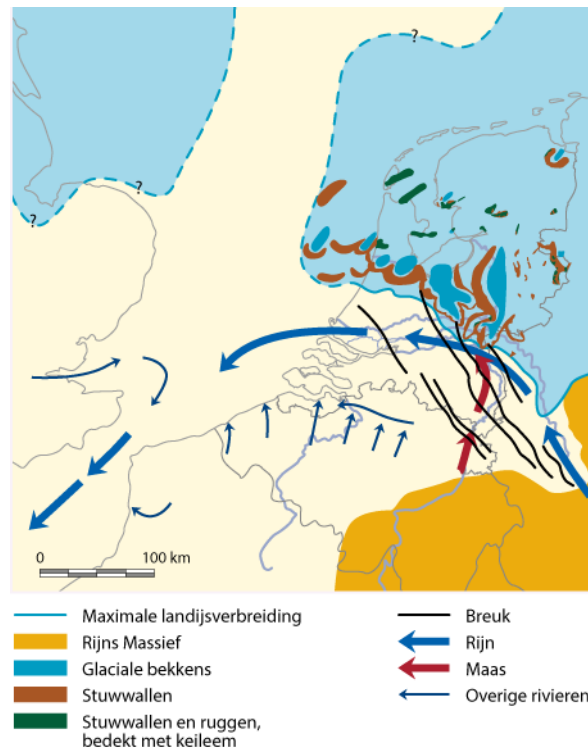 ?
?
?
0 100 km
Maximale landijsverbreiding
Rijns Massief
Glaciale bekkens
Stuwwallen
Stuwwallen en ruggen,
bedekt met keileem
Breuk
Rijn
Maas
Overige rivieren